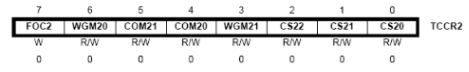 7 6 5 4 3 2 1 0
FOC2 WGM20 COM21 COM20 WGM21 CS22 CS21 CS20 TCCR2
W R/W R/W R/W R/W R/W R/W R/W
0 0 0 0 0 0 0 0